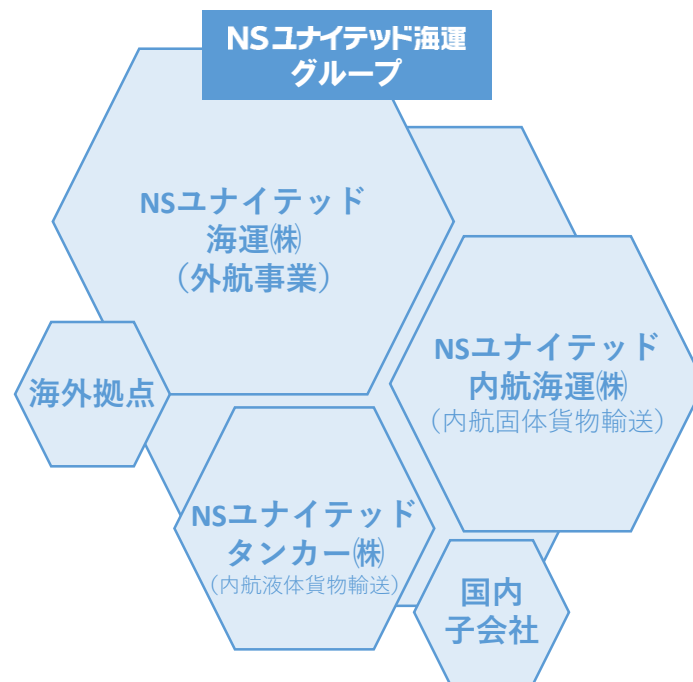 NSユナイテッド海運
グループ
NSユナイテッド
海運㈱
（外航事業）
NSユナイテッド
内航海運㈱
（内航固体貨物輸送）
海外拠点
NSユナイテッド
タンカー㈱
（内航液体貨物輸送）
国内
子会社